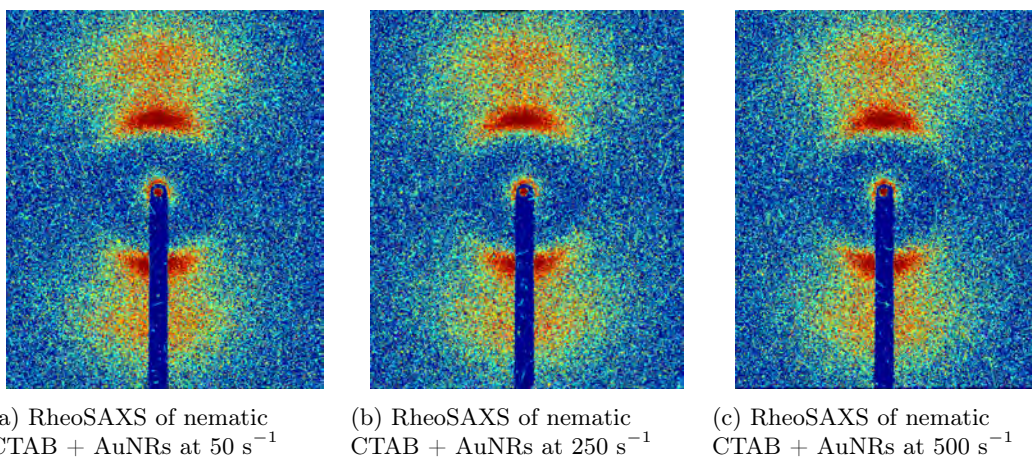 a) RheoSAXS of nematic
CTAB + AuNRs at 50 s⁻¹
(b) RheoSAXS of nematic
CTAB + AuNRs at 250 s⁻¹
(c) RheoSAXS of nematic
CTAB + AuNRs at 500 s⁻¹